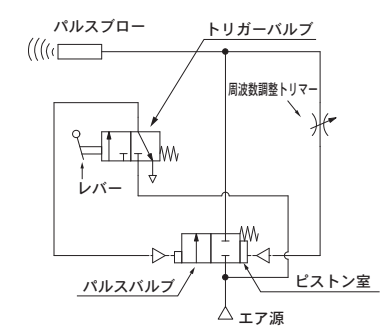 パルスブロー
トリガーバルブ
周波数調整トリマー
レバー
パルスバルブ
ピストン室
エア源